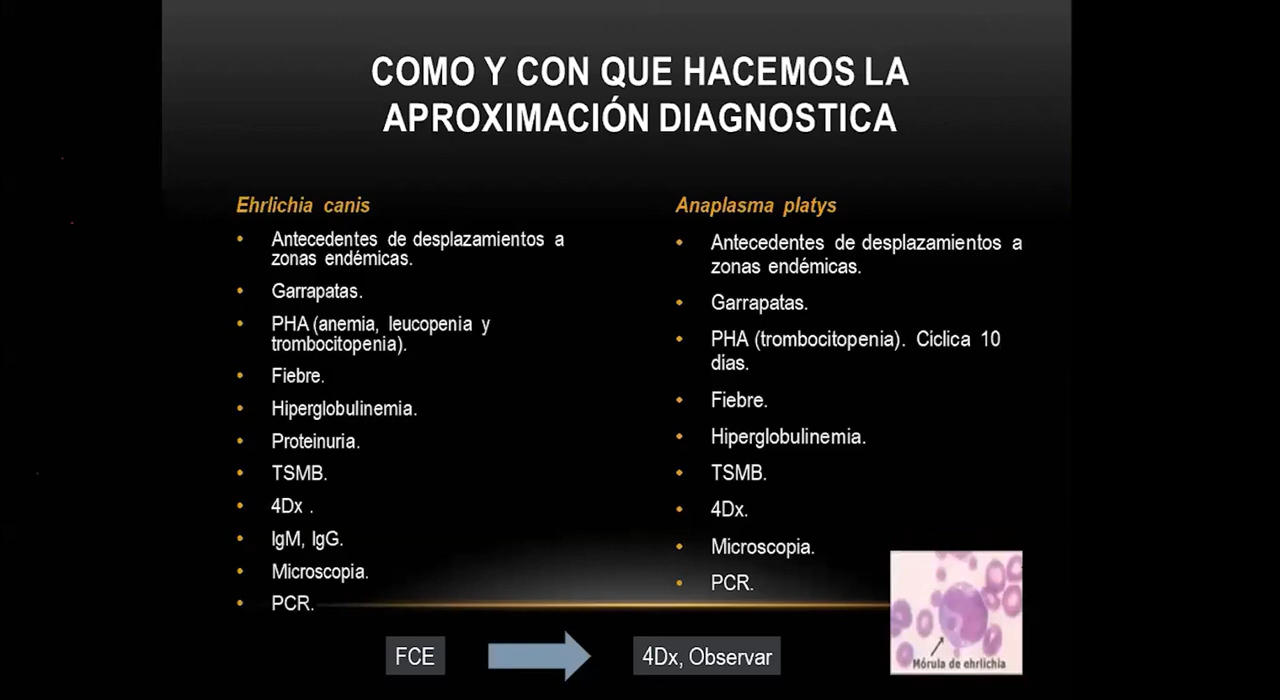 COMO Y CON QUE HACEMOS LA
APROXIMACIÓN DIAGNOSTICA
Ehrlichia canis
• Antecedentes de desplazamientos a
zonas endémicas.
• Garrapatas.
• PHA (anemia, leucopenia y
trombocitopenia).
• Fiebre.
• Hiperglobulinemia.
• Proteinuria.
• TSMB.
• 4Dx .
• IgM, IgG.
• Microscopia.
• PCR.
Anaplasma platys
• Antecedentes de desplazamientos a
zonas endémicas.
• Garrapatas.
• PHA (trombocitopenia). Ciclica 10
dias.
• Fiebre.
• Hiperglobulinemia.
• TSMB.
• 4Dx.
• Microscopia.
• PCR.
Mórula de ehrlichia
FCE
4Dx, Observar